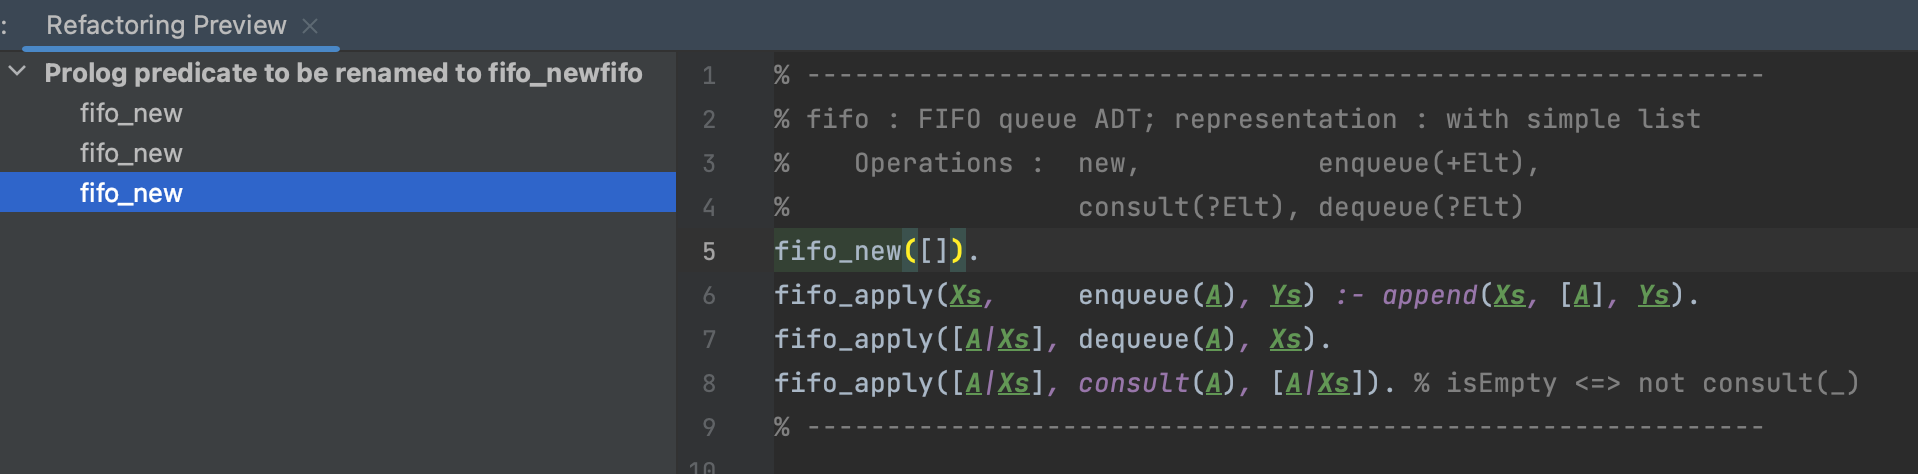 : Refactoring Preview ×
Prolog predicate to be renamed to fifo_newfifo
fifo_new
fifo_new
fifo_new
1 % ------------------------------------------------------------
2 % fifo : FIFO queue ADT; representation : with simple list
3 %    Operations :  new,           enqueue(+Elt),
4 %                  consult(?Elt), dequeue(?Elt)
5 fifo_new([]).
6 fifo_apply(Xs,     enqueue(A), Ys) :- append(Xs, [A], Ys).
7 fifo_apply([A|Xs], dequeue(A), Xs).
8 fifo_apply([A|Xs], consult(A), [A|Xs]). % isEmpty <=> not consult(_)
9 % ------------------------------------------------------------
10